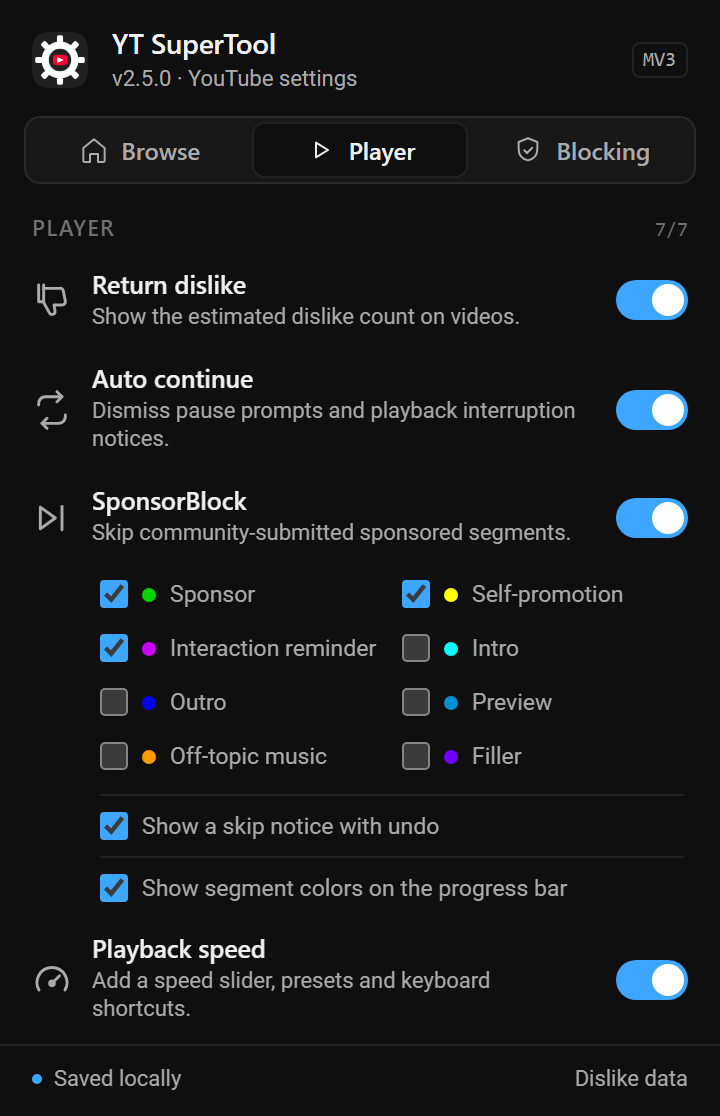 YT SuperTool
v2.5.0 · YouTube settings
MV3
Browse
Player
Blocking
PLAYER
7/7
Return dislike
Show the estimated dislike count on videos.
Auto continue
Dismiss pause prompts and playback interruption
notices.
SponsorBlock
Skip community-submitted sponsored segments.
Sponsor
Self-promotion
Interaction reminder
Intro
Outro
Preview
Off-topic music
Filler
Show a skip notice with undo
Show segment colors on the progress bar
Playback speed
Add a speed slider, presets and keyboard
shortcuts.
Saved locally
Dislike data